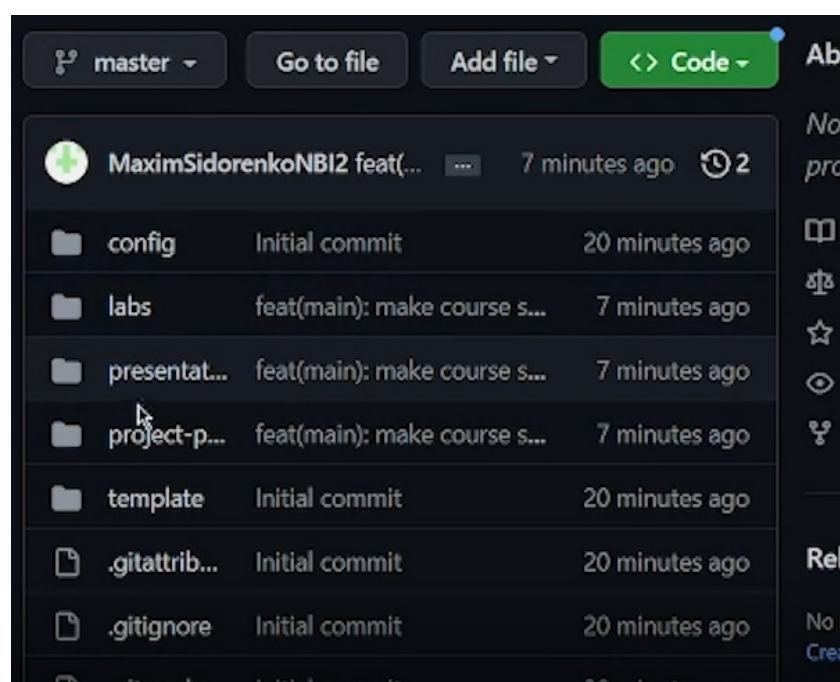 master Go to file Add file <> Code Ab
MaximSidorenkoNBI2 feat(... ... 7 minutes ago 2 No
pro
config Initial commit 20 minutes ago
labs feat(main): make course s... 7 minutes ago
presentat... feat(main): make course s... 7 minutes ago
project-p... feat(main): make course s... 7 minutes ago
template Initial commit 20 minutes ago
.gitattrib... Initial commit 20 minutes ago
Rel
.gitignore Initial commit 20 minutes ago
No
Crea